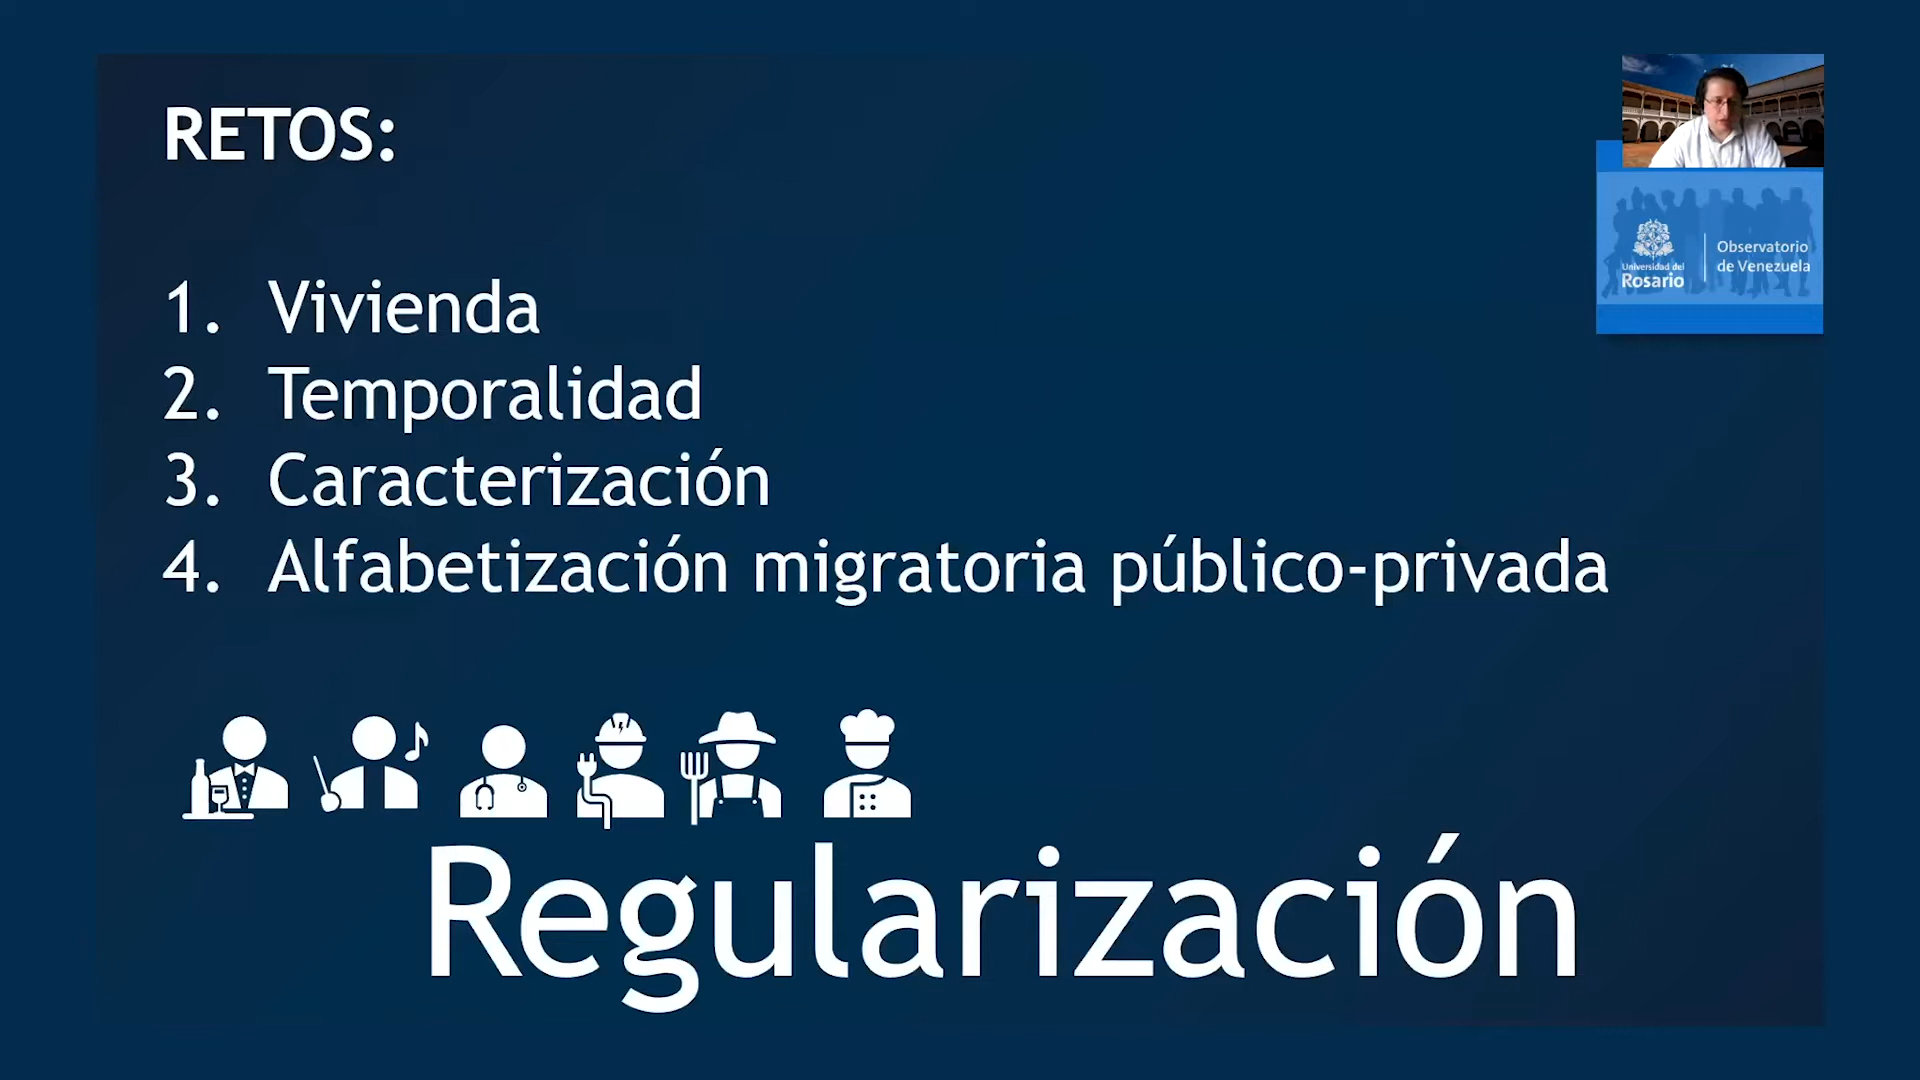 RETOS:
1. Vivienda
2. Temporalidad
3. Caracterización
4. Alfabetización migratoria público-privada
Regularización
Universidad del
Rosario
Observatorio
de Venezuela